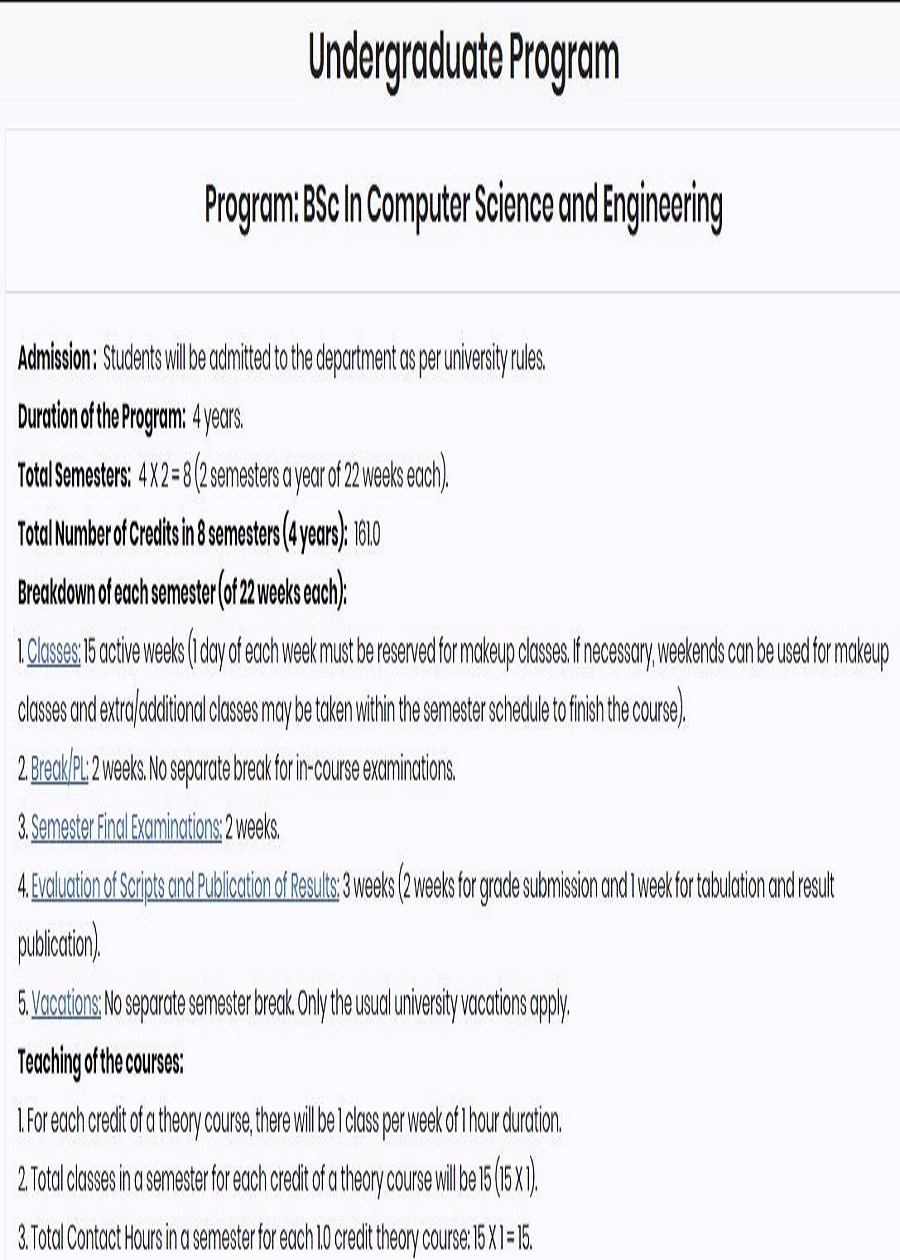 Undergraduate Program
Program: BSc In Computer Science and Engineering
Admission : Students will be admitted to the department as per university rules.
Duration of the Program: 4 years.
Total Semesters: 4 X 2 = 8 (2 semesters a year of 22 weeks each).
Total Number of Credits in 8 semesters (4 years): 161.0
Breakdown of each semester (of 22 weeks each):
1. Classes: 15 active weeks (1 day of each week must be reserved for makeup classes. If necessary, weekends can be used for makeup
classes and extra/additional classes may be taken within the semester schedule to finish the course).
2. Break/PL: 2 weeks. No separate break for in-course examinations.
3. Semester Final Examinations: 2 weeks.
4. Evaluation of Scripts and Publication of Results: 3 weeks (2 weeks for grade submission and 1 week for tabulation and result
publication).
5. Vacations: No separate semester break. Only the usual university vacations apply.
Teaching of the courses:
1. For each credit of a theory course, there will be 1 class per week of 1 hour duration.
2. Total classes in a semester for each credit of a theory course will be 15 (15 X 1).
3. Total Contact Hours in a semester for each 1.0 credit theory course: 15 X 1 = 15.